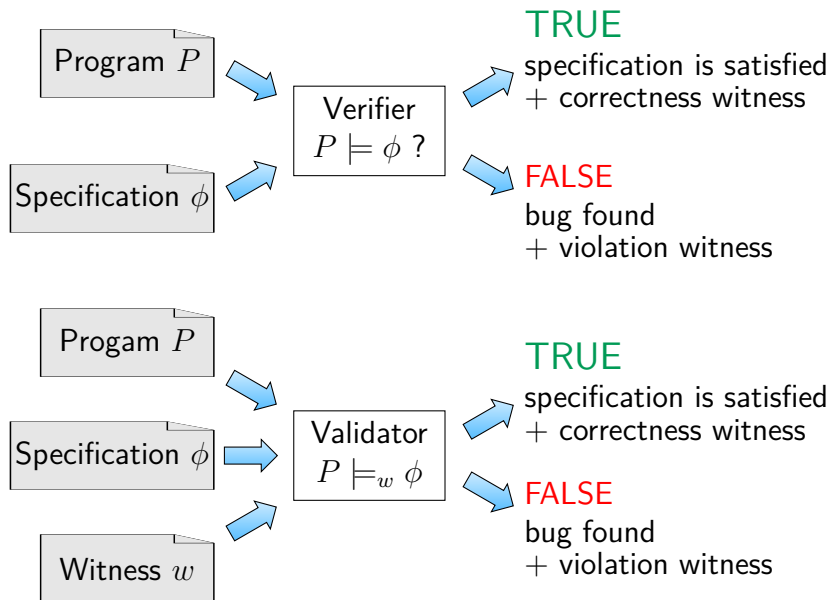 Program P
Specification ϕ
Verifier
P ⊨ ϕ ?
TRUE
specification is satisfied
+ correctness witness
FALSE
bug found
+ violation witness
Progam P
Specification ϕ
Witness w
Validator
P ⊨w ϕ
TRUE
specification is satisfied
+ correctness witness
FALSE
bug found
+ violation witness